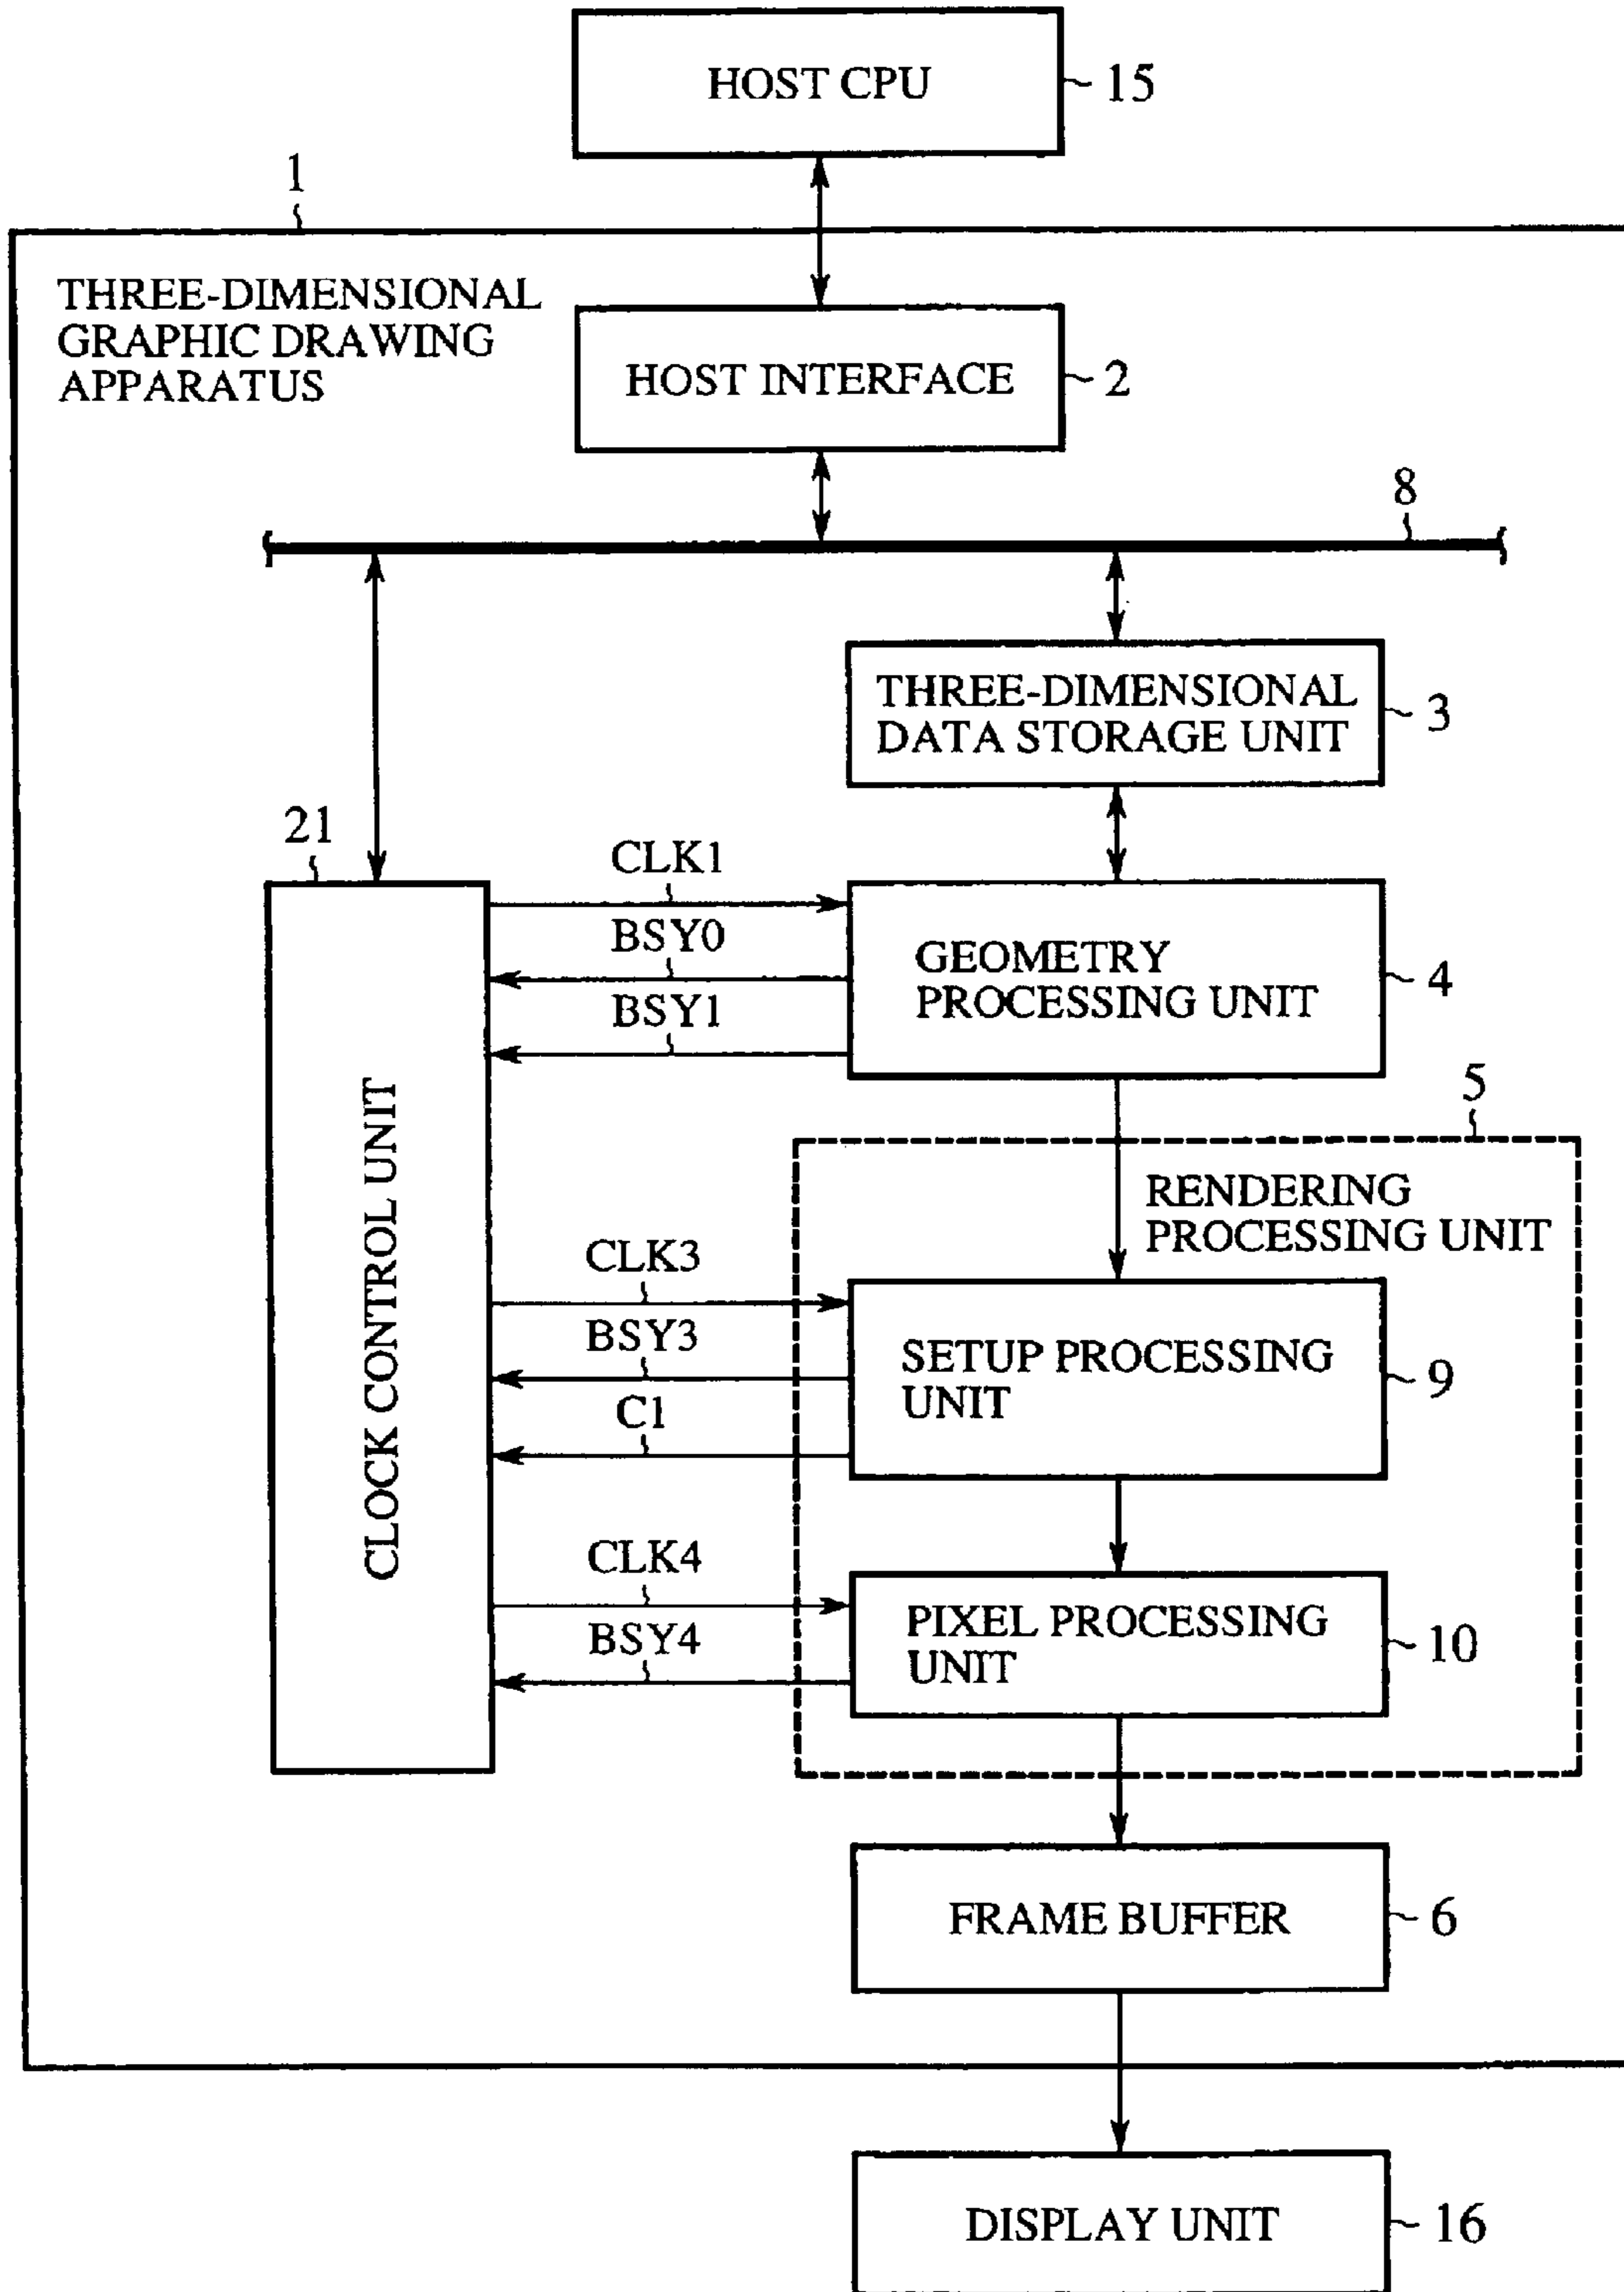 HOST CPU
15
1
THREE-DIMENSIONAL
GRAPHIC DRAWING
APPARATUS
HOST INTERFACE
2
8
THREE-DIMENSIONAL
DATA STORAGE UNIT
3
21
CLOCK CONTROL UNIT
CLK1
BSY0
BSY1
GEOMETRY
PROCESSING UNIT
4
5
RENDERING
PROCESSING UNIT
CLK3
BSY3
C1
SETUP PROCESSING
UNIT
9
CLK4
BSY4
PIXEL PROCESSING
UNIT
10
FRAME BUFFER
6
DISPLAY UNIT
16